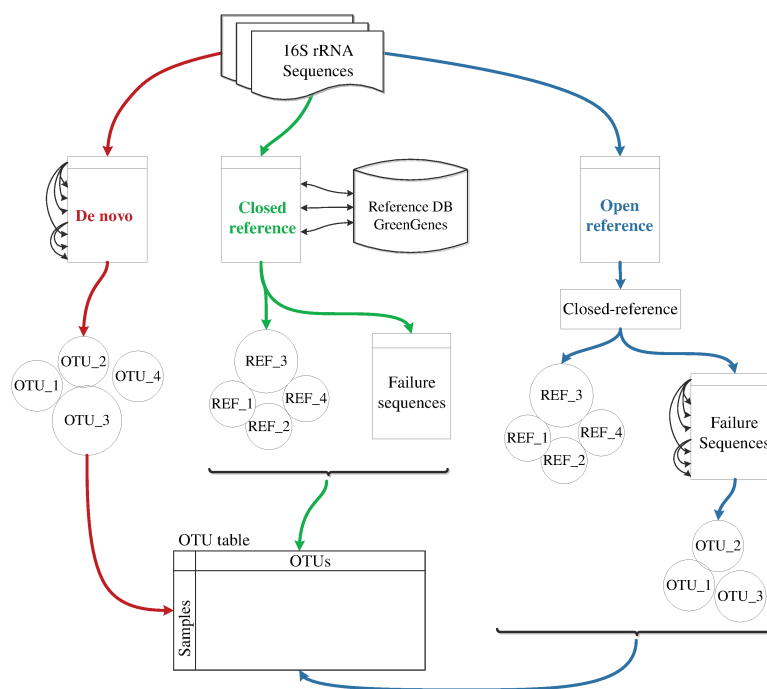 16S rRNA
Sequences
De novo
Closed
reference
Reference DB
GreenGenes
Open
reference
Closed-reference
OTU_1
OTU_2
OTU_3
OTU_4
REF_3
REF_1
REF_4
REF_2
Failure
sequences
REF_3
REF_1
REF_4
REF_2
Failure
Sequences
OTU_2
OTU_1
OTU_3
OTU table
OTUs
Samples